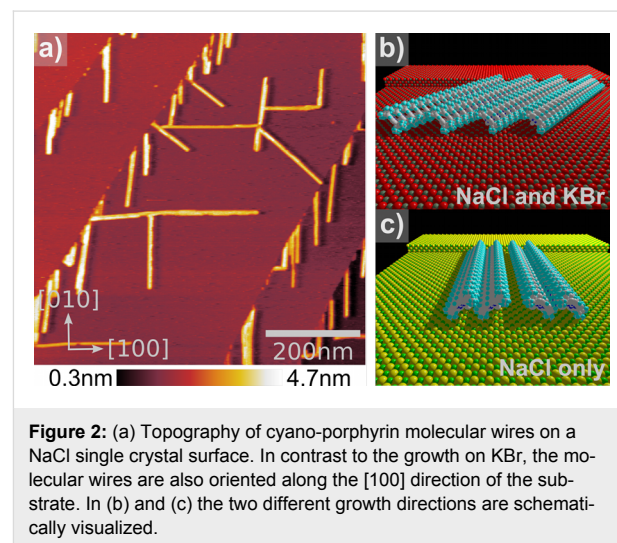 a)
[010]
[100]
200nm
0.3nm
4.7nm
b)
NaCl and KBr
c)
NaCl only
Figure 2: (a) Topography of cyano-porphyrin molecular wires on a
NaCl single crystal surface. In contrast to the growth on KBr, the mo-
lecular wires are also oriented along the [100] direction of the sub-
strate. In (b) and (c) the two different growth directions are schemati-
cally visualized.